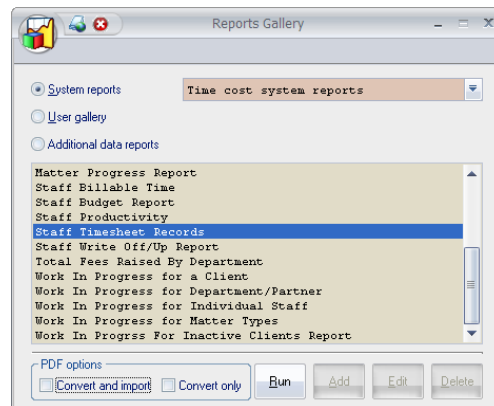 Reports Gallery
System reports
Time cost system reports
User gallery
Additional data reports
Matter Progress Report
Staff Billable Time
Staff Budget Report
Staff Productivity
Staff Timesheet Records
Staff Write Off/Up Report
Total Fees Raised By Department
Work In Progress for a Client
Work In Progress for Department/Partner
Work In Progress for Individual Staff
Work In Progress for Matter Types
Work In Progrss For Inactive Clients Report
PDF options
Convert and import Convert only Run Add Edit Delete